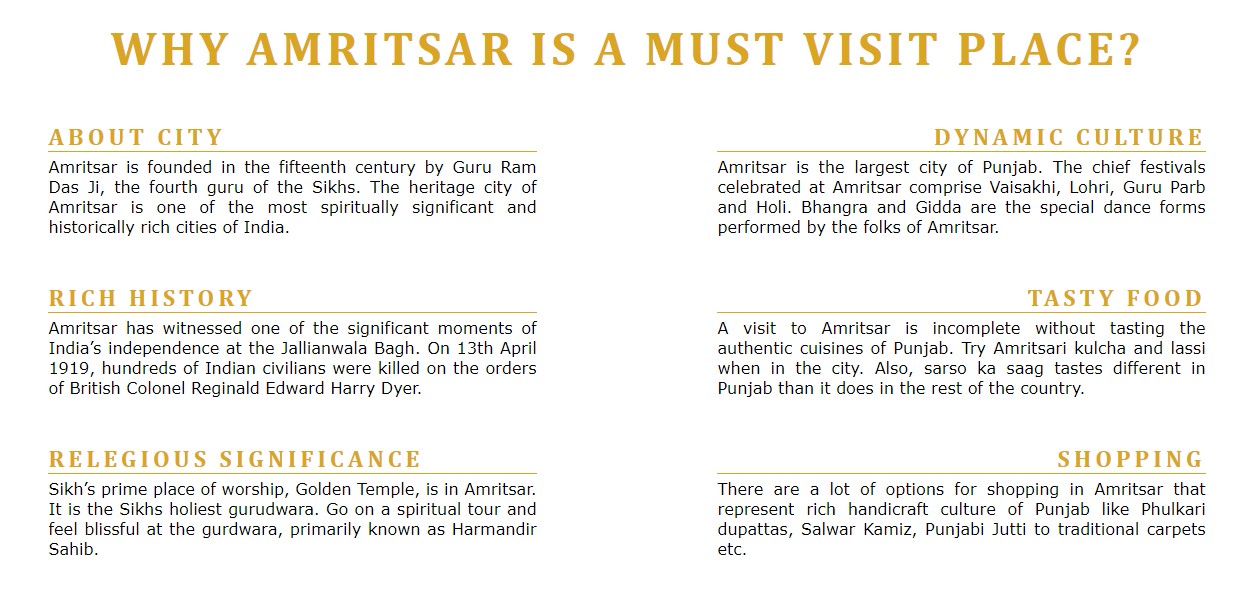 WHY AMRITSAR IS A MUST VISIT PLACE?
ABOUT CITY
Amritsar is founded in the fifteenth century by Guru Ram
Das Ji, the fourth guru of the Sikhs. The heritage city of
Amritsar is one of the most spiritually significant and
historically rich cities of India.
RICH HISTORY
Amritsar has witnessed one of the significant moments of
India’s independence at the Jallianwala Bagh. On 13th April
1919, hundreds of Indian civilians were killed on the orders
of British Colonel Reginald Edward Harry Dyer.
RELEGIOUS SIGNIFICANCE
Sikh’s prime place of worship, Golden Temple, is in Amritsar.
It is the Sikhs holiest gurudwara. Go on a spiritual tour and
feel blissful at the gurdwara, primarily known as Harmandir
Sahib.
DYNAMIC CULTURE
Amritsar is the largest city of Punjab. The chief festivals
celebrated at Amritsar comprise Vaisakhi, Lohri, Guru Parb
and Holi. Bhangra and Gidda are the special dance forms
performed by the folks of Amritsar.
TASTY FOOD
A visit to Amritsar is incomplete without tasting the
authentic cuisines of Punjab. Try Amritsari kulcha and lassi
when in the city. Also, sarso ka saag tastes different in
Punjab than it does in the rest of the country.
SHOPPING
There are a lot of options for shopping in Amritsar that
represent rich handicraft culture of Punjab like Phulkari
dupattas, Salwar Kamiz, Punjabi Jutti to traditional carpets
etc.